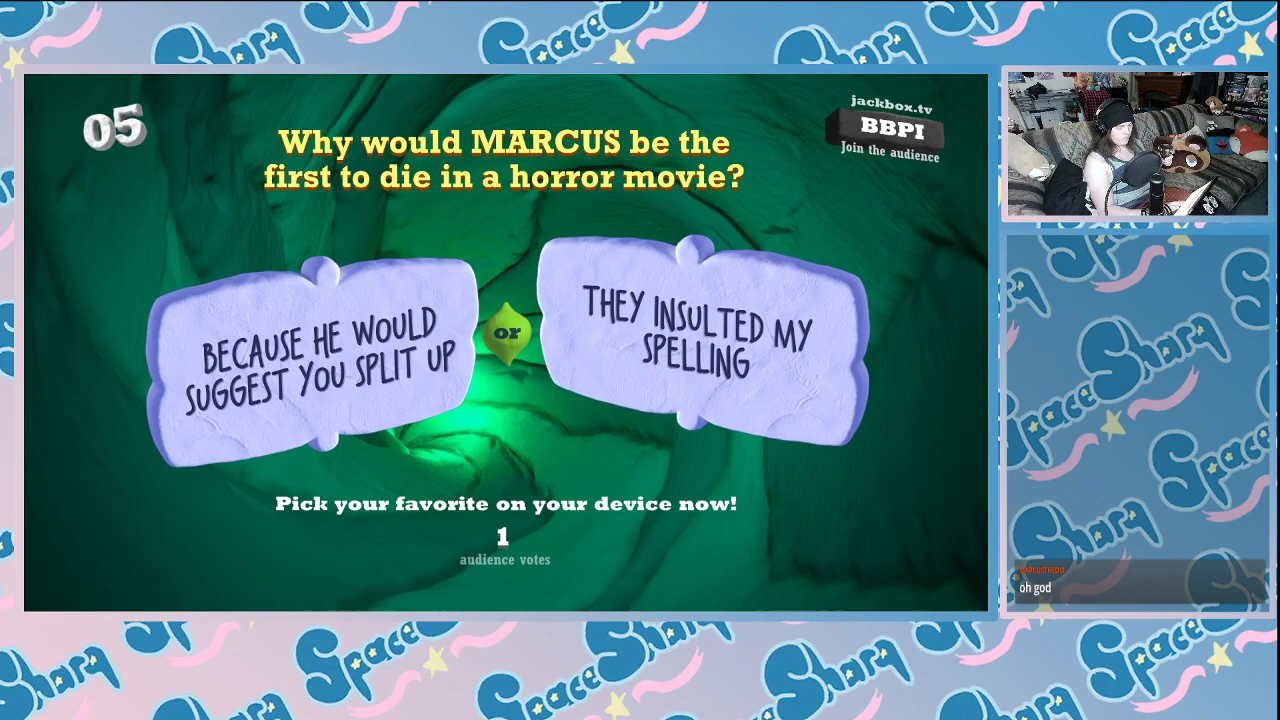 05
Why would MARCUS be the
first to die in a horror movie?
jackbox.tv
BBPI
Join the audience
BECAUSE HE WOULD
SUGGEST YOU SPLIT UP
or
THEY INSULTED MY
SPELLING
Pick your favorite on your device now!
1
audience votes
oh god
Space Sharq